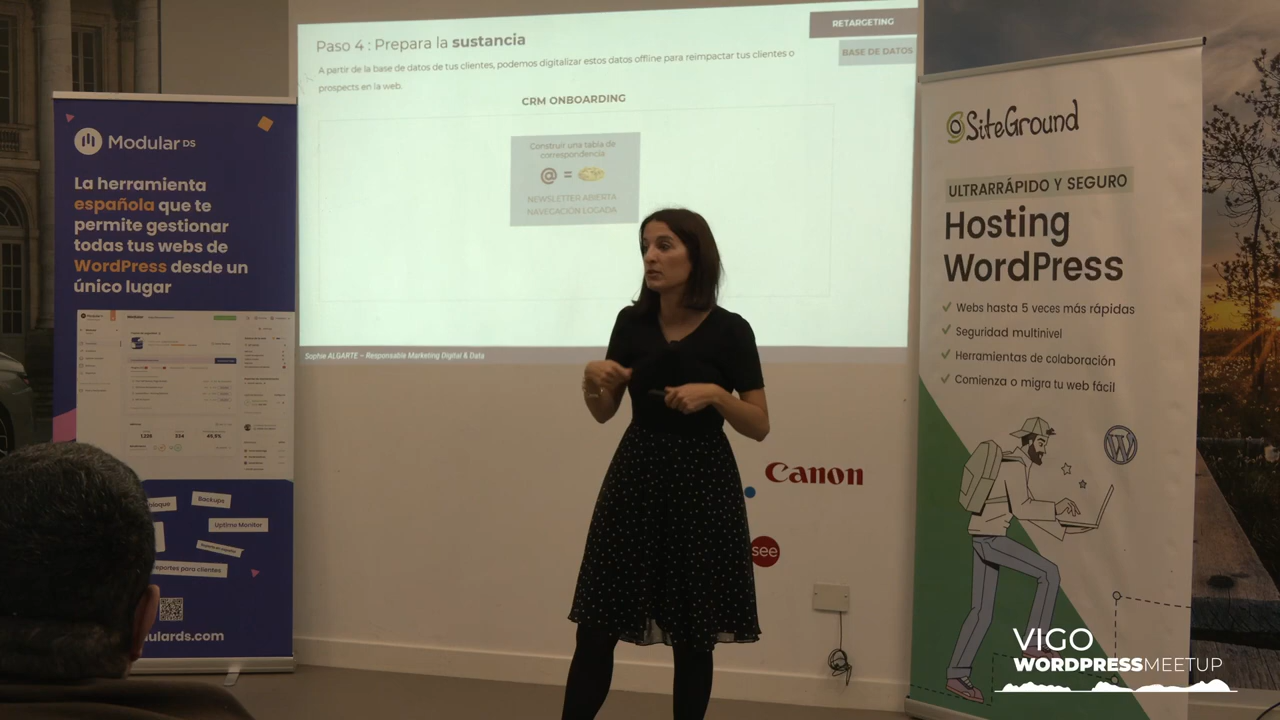 Paso 4 : Prepara la sustancia
A partir de la base de datos de tus clientes, podemos digitalizar estos datos offline para reimpactar tus clientes o
prospects en la web.
RETARGETING
BASE DE DATOS
CRM ONBOARDING
Construir una tabla de
correspondencia
@ =
NEWSLETTER ABIERTA
NAVEGACIÓN LOGADA
Sophie ALGARTE – Responsable Marketing Digital & Data
Modular DS
La herramienta
española que te
permite gestionar
todas tus webs de
WordPress desde un
único lugar
Backups
Uptime Monitor
eportes para clientes
ulards.com
SiteGround
ULTRARRÁPIDO Y SEGURO
Hosting
WordPress
Webs hasta 5 veces más rápidas
Seguridad multinivel
Herramientas de colaboración
Comienza o migra tu web fácil
Canon
see
VIGO
WORDPRESSMEETUP